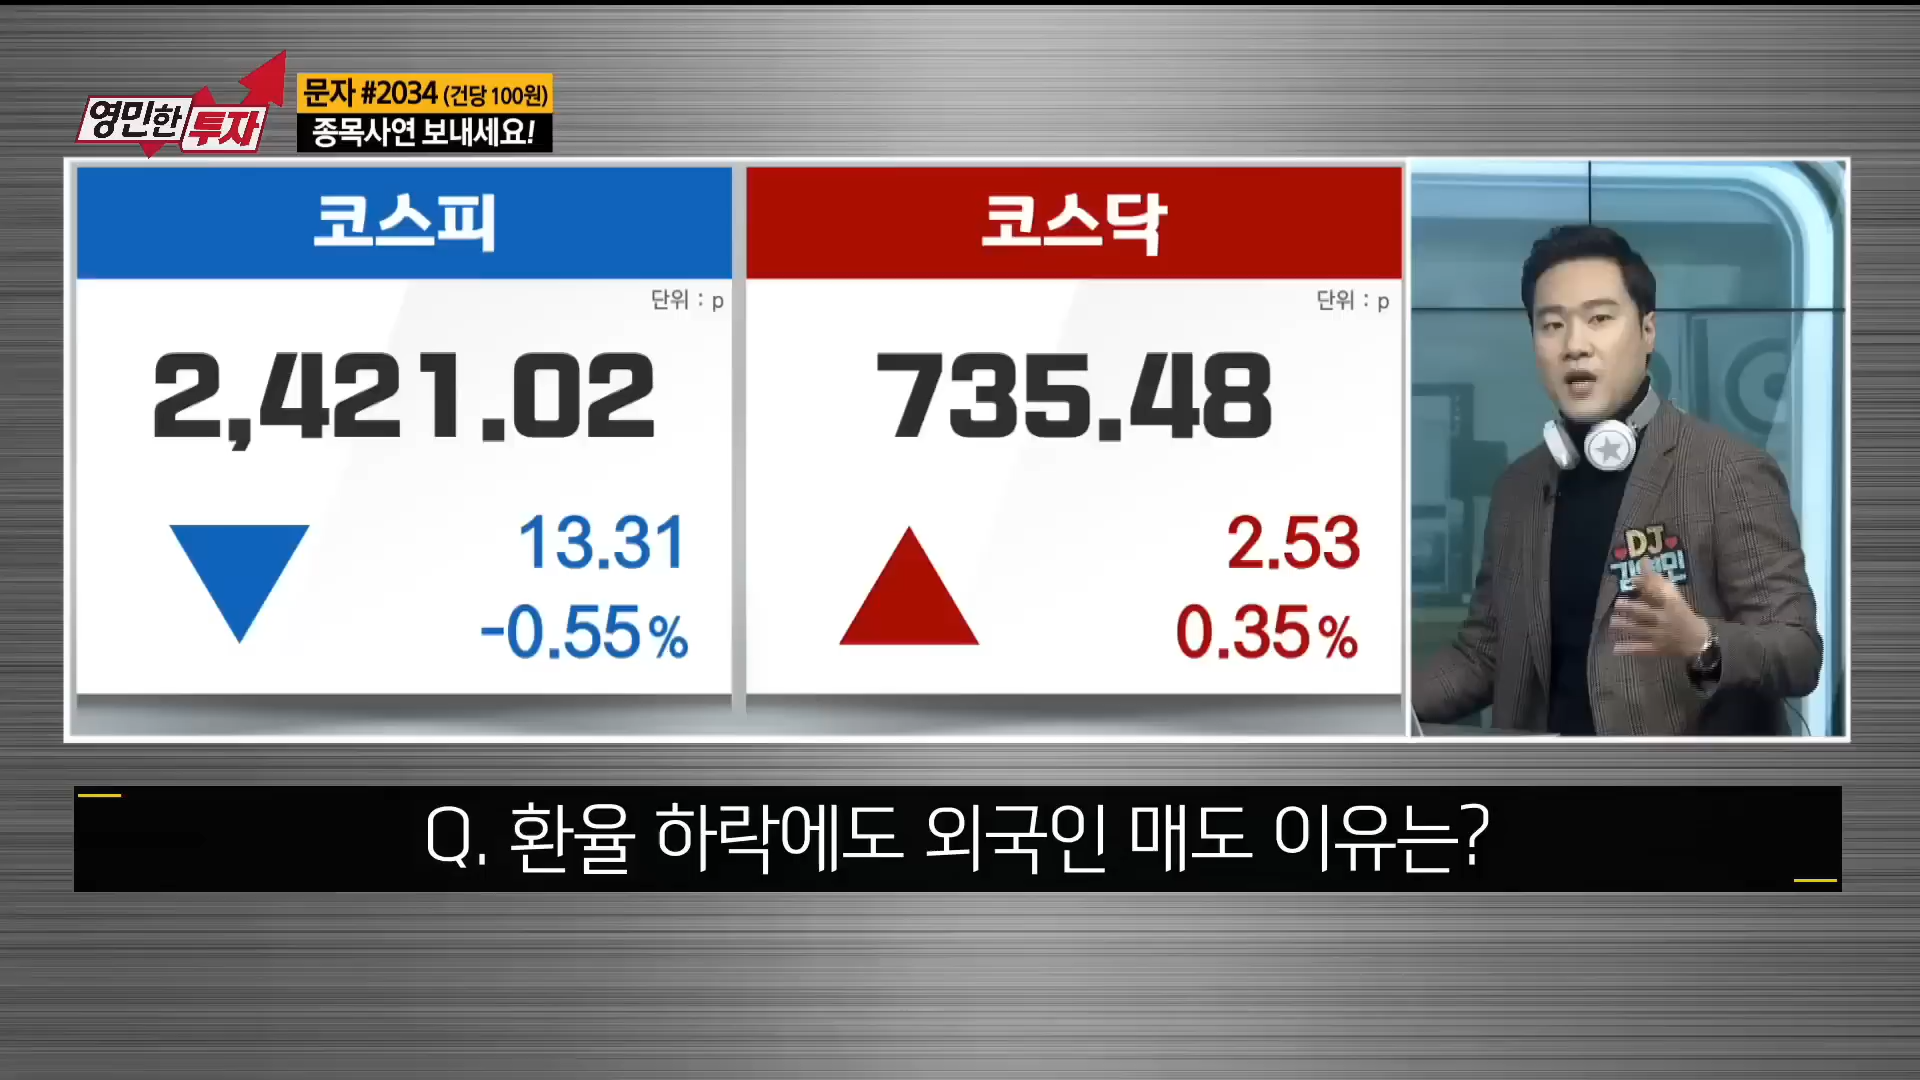 영민한
투자
문자 #2034 (건당 100원)
종목사연 보내세요!
코스피
단위 : p
2,421.02
13.31
-0.55%
코스닥
단위 : p
735.48
2.53
0.35%
DJ
Q. 환율 하락에도 외국인 매도 이유는?